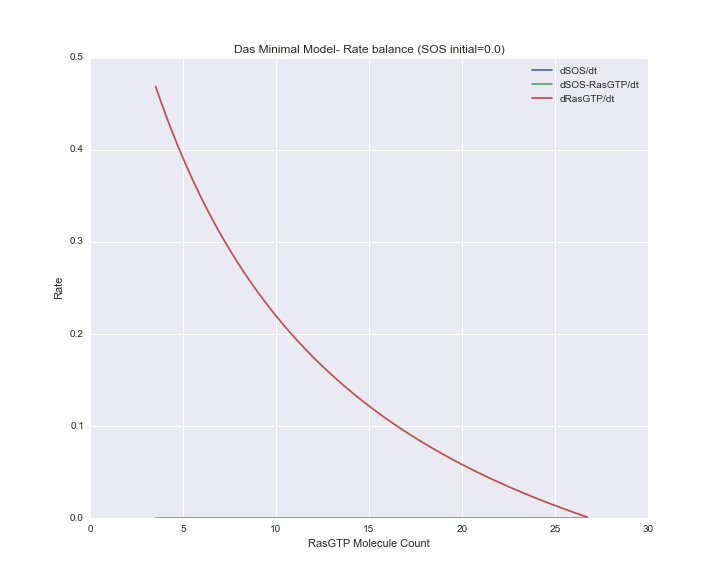 Das Minimal Model- Rate balance (SOS initial=0.0)
0.5
dSOS/dt
dSOS-RasGTP/dt
dRasGTP/dt
0.4
0.3
Rate
0.2
0.1
0.0
0 5 10 15 20 25 30
RasGTP Molecule Count